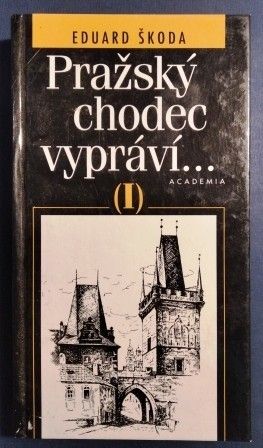 EDUARD ŠKODA
Pražský
chodec
vypráví...
ACADEMIA
(I)